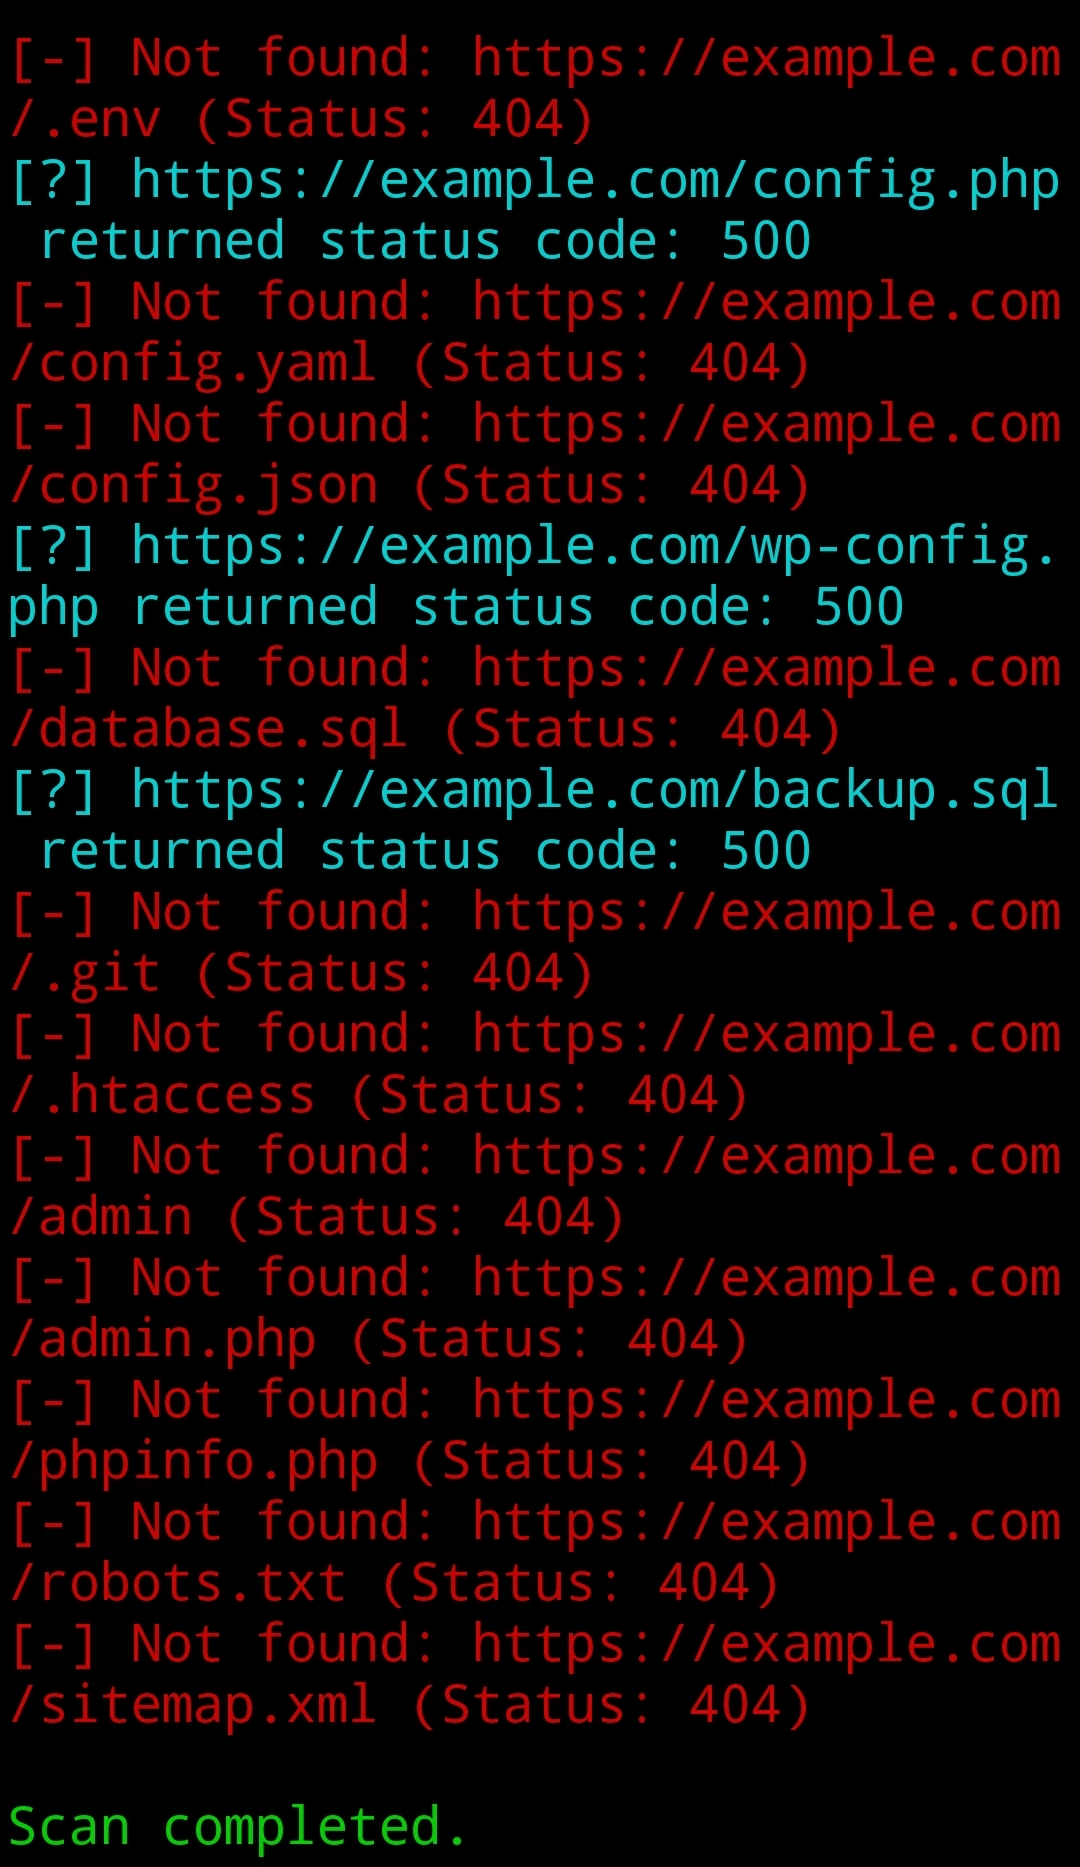 [-] Not found: https://example.com
/.env (Status: 404)
[?] https://example.com/config.php
 returned status code: 500
[-] Not found: https://example.com
/config.yaml (Status: 404)
[-] Not found: https://example.com
/config.json (Status: 404)
[?] https://example.com/wp-config.
php returned status code: 500
[-] Not found: https://example.com
/database.sql (Status: 404)
[?] https://example.com/backup.sql
 returned status code: 500
[-] Not found: https://example.com
/.git (Status: 404)
[-] Not found: https://example.com
/.htaccess (Status: 404)
[-] Not found: https://example.com
/admin (Status: 404)
[-] Not found: https://example.com
/admin.php (Status: 404)
[-] Not found: https://example.com
/phpinfo.php (Status: 404)
[-] Not found: https://example.com
/robots.txt (Status: 404)
[-] Not found: https://example.com
/sitemap.xml (Status: 404)

Scan completed.